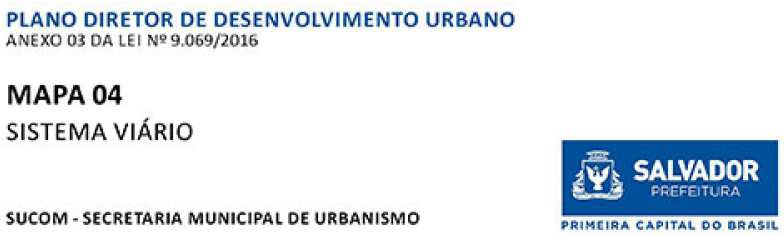 PLANO DIRETOR DE DESENVOLVIMENTO URBANO
ANEXO 03 DA LEI Nº 9.069/2016
MAPA 04
SISTEMA VIÁRIO
SALVADOR
PREFEITURA
PRIMEIRA CAPITAL DO BRASIL
SUCOM - SECRETARIA MUNICIPAL DE URBANISMO